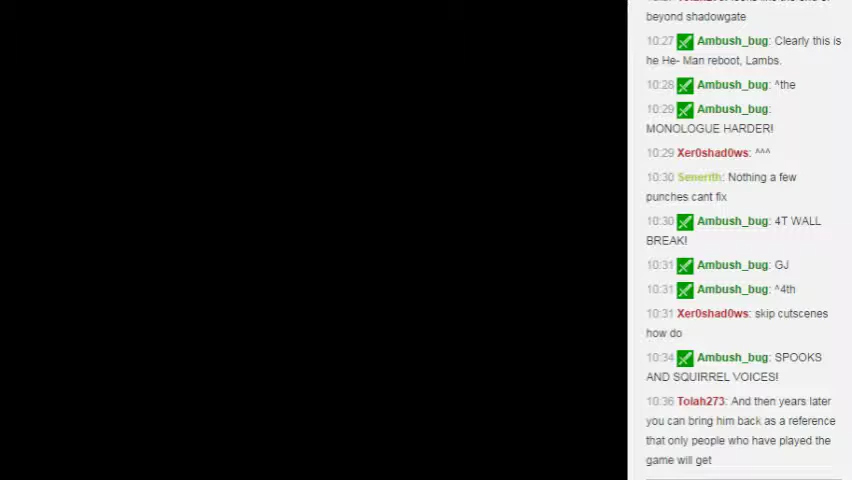 beyond shadowgate
10:27 Ambush_bug: Clearly this is
he He- Man reboot, Lambs.
10:28 Ambush_bug: ^the
10:29 Ambush_bug:
MONOLOGUE HARDER!
10:29 Xer0shad0ws: ^^^
10:30 Senerith: Nothing a few
punches cant fix
10:30 Ambush_bug: 4T WALL
BREAK!
10:31 Ambush_bug: GJ
10:31 Ambush_bug: ^4th
10:31 Xer0shad0ws: skip cutscenes
how do
10:34 Ambush_bug: SPOOKS
AND SQUIRREL VOICES!
10:36 Tolah273: And then years later
you can bring him back as a reference
that only people who have played the
game will get